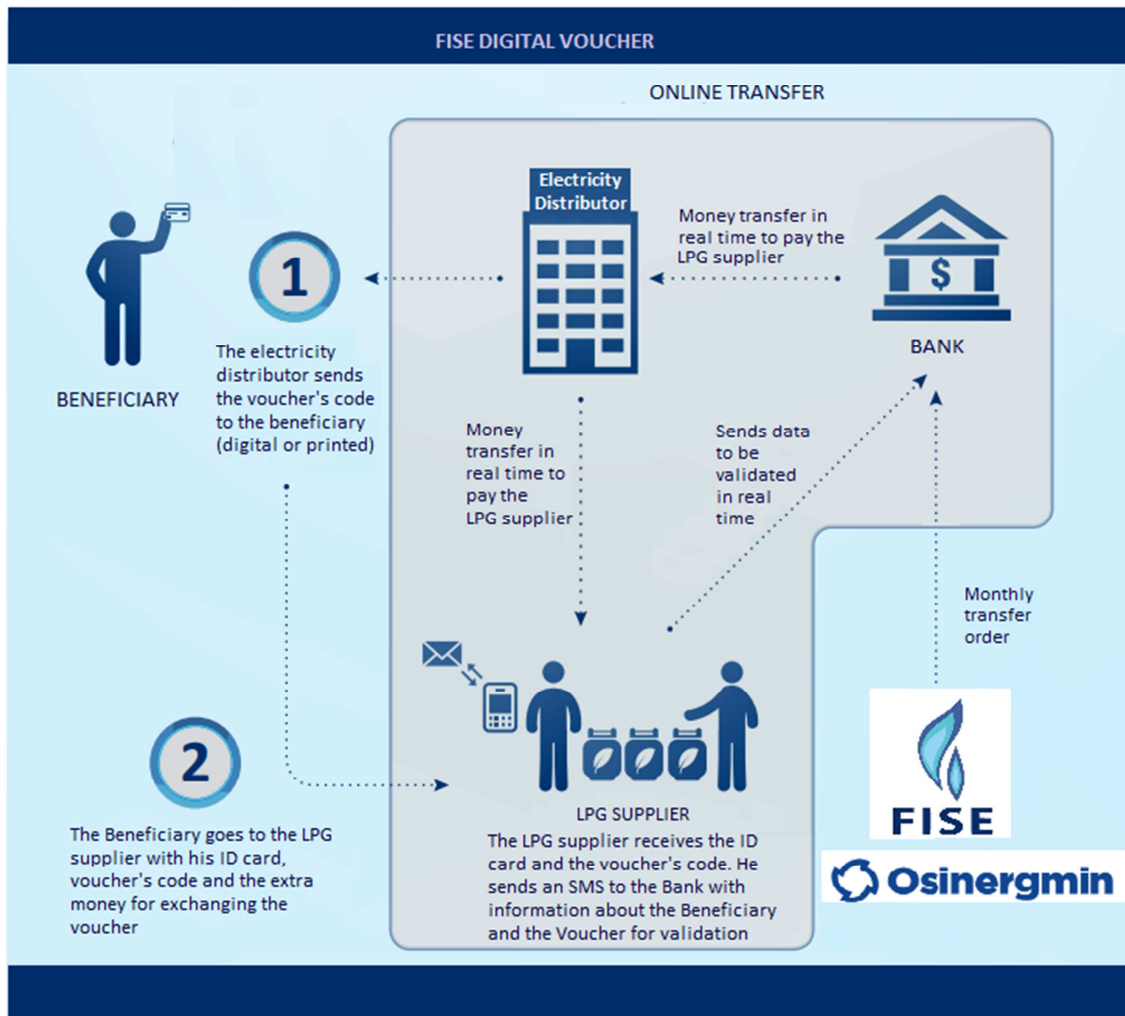 FISE DIGITAL VOUCHER
ONLINE TRANSFER
Electricity
Distributor
Money transfer in
real time to pay the
LPG supplier
$
1
BANK
BENEFICIARY
The electricity
distributor sends
the voucher's code
to the beneficiary
(digital or printed)
Money
transfer in
real time to
pay the
LPG supplier
Sends data
to be
validated
in real
time
Monthly
transfer
order
2
The Beneficiary goes to the LPG
supplier with his ID card,
voucher's code and the extra
money for exchanging the
voucher
LPG SUPPLIER
The LPG supplier receives the ID
card and the voucher's code. He
sends an SMS to the Bank with
information about the Beneficiary
and the Voucher for validation
FISE
Osinergmin